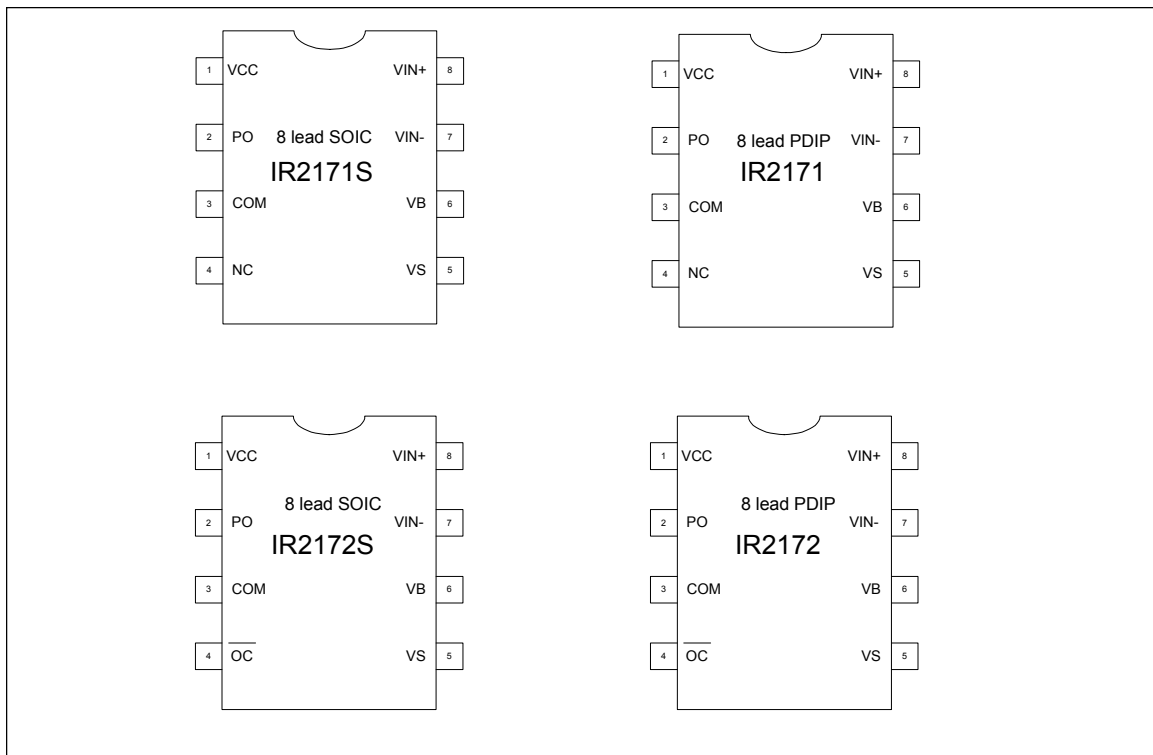 1 VCC VIN+ 8
2 PO 8 lead SOIC VIN- 7
IR2171S
3 COM VB 6
4 NC VS 5
1 VCC VIN+ 8
2 PO 8 lead PDIP VIN- 7
IR2171
3 COM VB 6
4 NC VS 5
1 VCC VIN+ 8
8 lead SOIC
2 PO VIN- 7
IR2172S
3 COM VB 6
4 O̅C̅ VS 5
1 VCC VIN+ 8
8 lead PDIP
2 PO VIN- 7
IR2172
3 COM VB 6
4 O̅C̅ VS 5